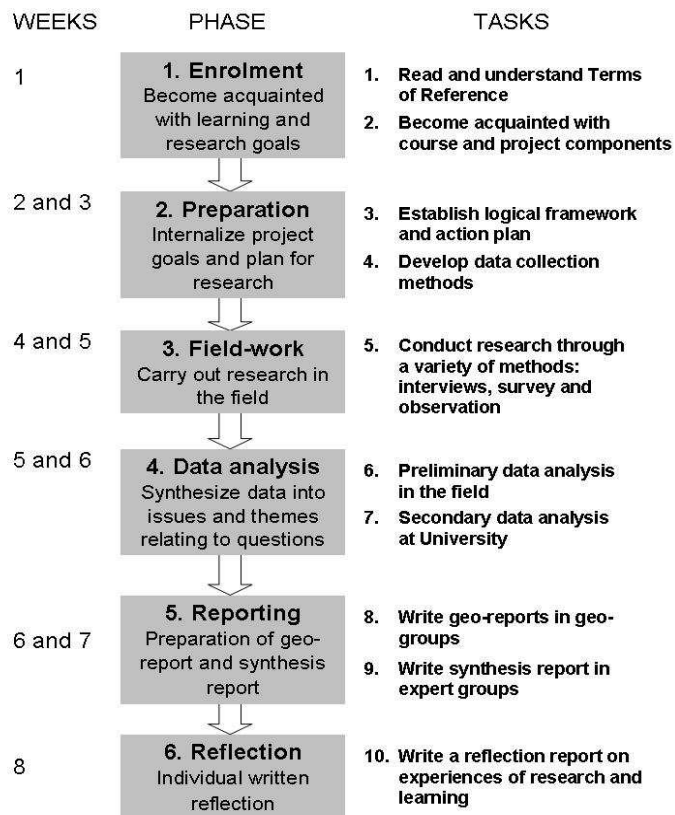 WEEKS PHASE TASKS
1
1. Enrolment
Become acquainted
with learning and
research goals
1. Read and understand Terms
of Reference
2. Become acquainted with
course and project components
2 and 3
2. Preparation
Internalize project
goals and plan for
research
3. Establish logical framework
and action plan
4. Develop data collection
methods
4 and 5
3. Field-work
Carry out research in
the field
5. Conduct research through
a variety of methods:
interviews, survey and
observation
5 and 6
4. Data analysis
Synthesize data into
issues and themes
relating to questions
6. Preliminary data analysis
in the field
7. Secondary data analysis
at University
6 and 7
5. Reporting
Preparation of geo-
report and synthesis
report
8. Write geo-reports in geo-
groups
9. Write synthesis report in
expert groups
8
6. Reflection
Individual written
reflection
10. Write a reflection report on
experiences of research and
learning